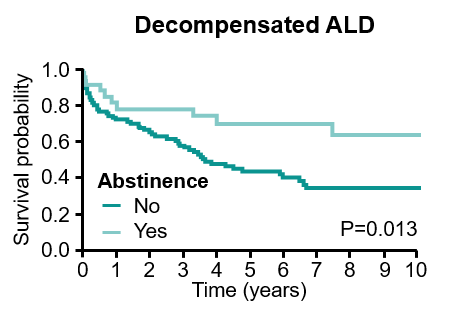 Decompensated ALD
Survival probability
1.0
0.8
0.6
0.4
0.2
0.0
Abstinence
No
Yes
P=0.013
0 1 2 3 4 5 6 7 8 9 10
Time (years)